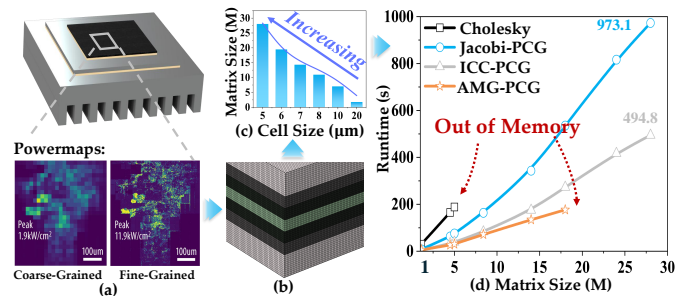 (a)
Powermaps:
Peak
1.9kW/cm²
100um
Peak
11.9kW/cm²
100um
Coarse-Grained
Fine-Grained
(a)
(c)
Matrix Size (M)
40
30
20
10
0
Increasing
5 6 7 8 10 20
(c) Cell Size (μm)
(b)
Runtime (s)
1000
800
600
400
200
0
Cholesky
Jacobi-PCG
ICC-PCG
AMG-PCG
973.1
494.8
Out of Memory
1 5 10 15 20 25 30
(d) Matrix Size (M)